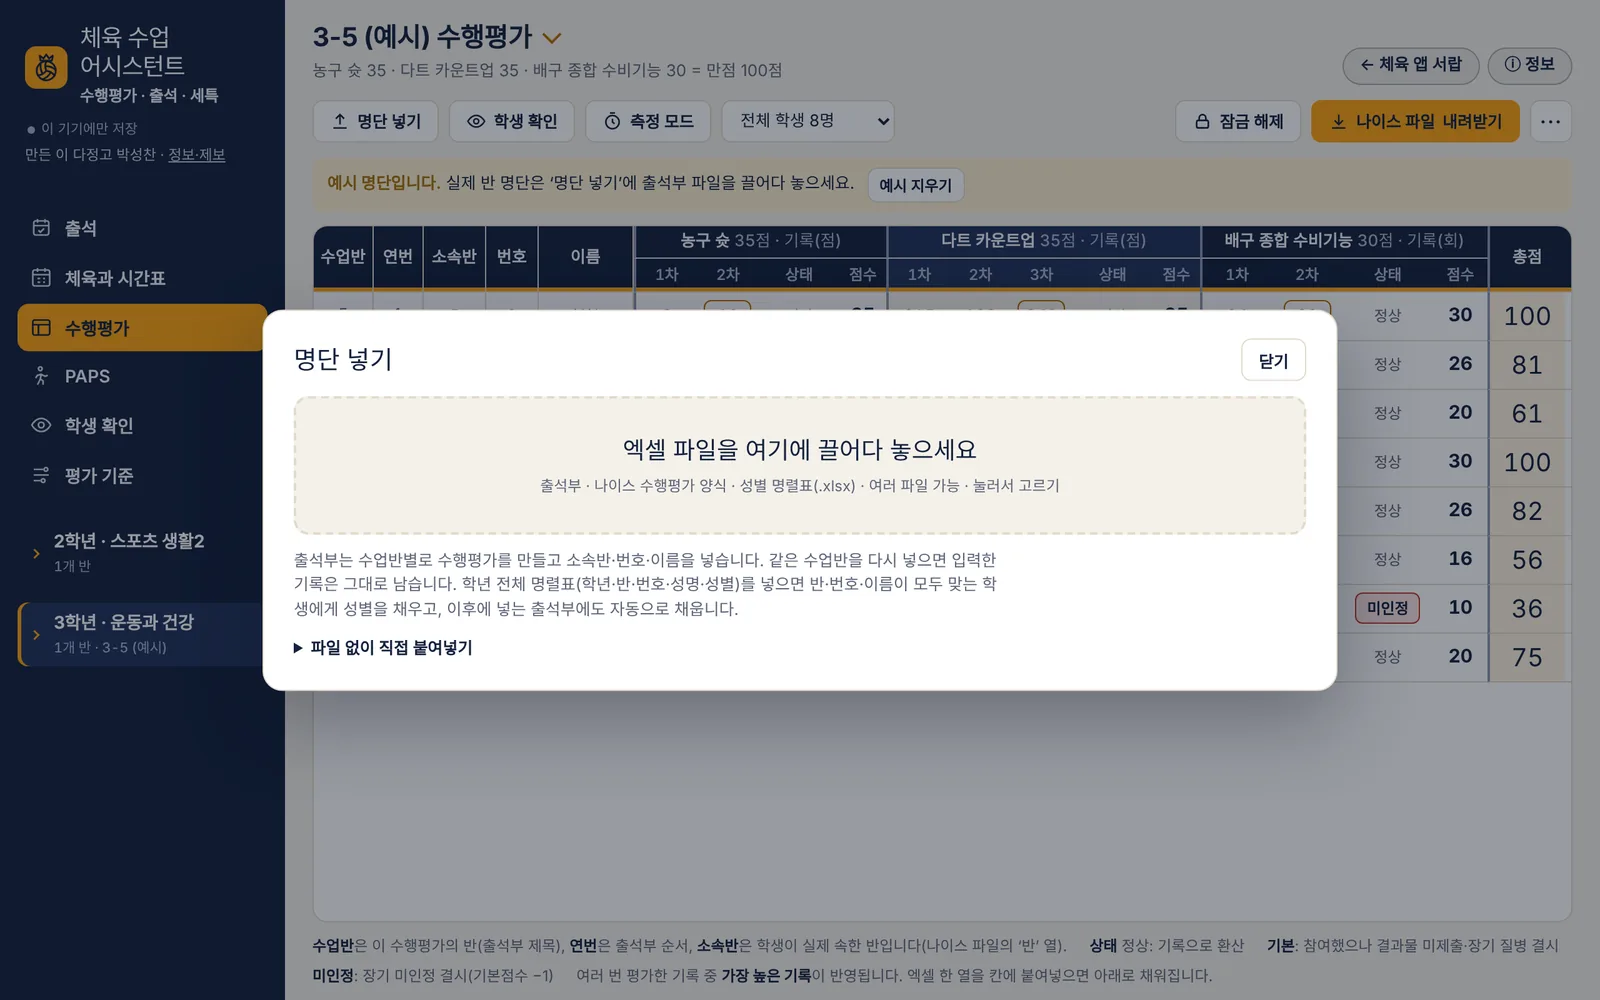 체육 수업
어시스턴트
수행평가 · 출석 · 세특
이 기기에만 저장
만든 이 다정고 박성찬 · 정보·제보
출석
체육과 시간표
수행평가
PAPS
학생 확인
평가 기준
2학년 · 스포츠 생활2
1개 반
3학년 · 운동과 건강
1개 반 · 3-5 (예시)
3-5 (예시) 수행평가
농구 슛 35 · 다트 카운트업 35 · 배구 종합 수비기능 30 = 만점 100점
← 체육 앱 서랍
정보
명단 넣기
학생 확인
측정 모드
전체 학생 8명
잠금 해제
나이스 파일 내려받기
예시 명단입니다. 실제 반 명단은 ‘명단 넣기’에 출석부 파일을 끌어다 놓으세요.
예시 지우기
수업반 연번 소속반 번호 이름 농구 슛 35점 · 기록(점) 다트 카운트업 35점 · 기록(점) 배구 종합 수비기능 30점 · 기록(회) 총점
1차 2차 상태 점수 1차 2차 3차 상태 점수 1차 2차 상태 점수
정상 30 100
정상 26 81
정상 20 61
정상 30 100
정상 26 82
정상 16 56
미인정 10 36
정상 20 75
명단 넣기
닫기
엑셀 파일을 여기에 끌어다 놓으세요
출석부 · 나이스 수행평가 양식 · 성별 명렬표(.xlsx) · 여러 파일 가능 · 눌러서 고르기
출석부는 수업반별로 수행평가를 만들고 소속반·번호·이름을 넣습니다. 같은 수업반을 다시 넣으면 입력한
기록은 그대로 남습니다. 학년 전체 명렬표(학년·반·번호·성명·성별)를 넣으면 반·번호·이름이 모두 맞는 학
생에게 성별을 채우고, 이후에 넣는 출석부에도 자동으로 채웁니다.
파일 없이 직접 붙여넣기
수업반은 이 수행평가의 반(출석부 제목), 연번은 출석부 순서, 소속반은 학생이 실제 속한 반입니다(나이스 파일의 ‘반’ 열). 상태 정상: 기록으로 환산 기본: 참여했으나 결과물 미제출·장기 질병 결시
미인정: 장기 미인정 결시(기본점수 −1) 여러 번 평가한 기록 중 가장 높은 기록이 반영됩니다. 엑셀 한 열을 칸에 붙여넣으면 아래로 채워집니다.